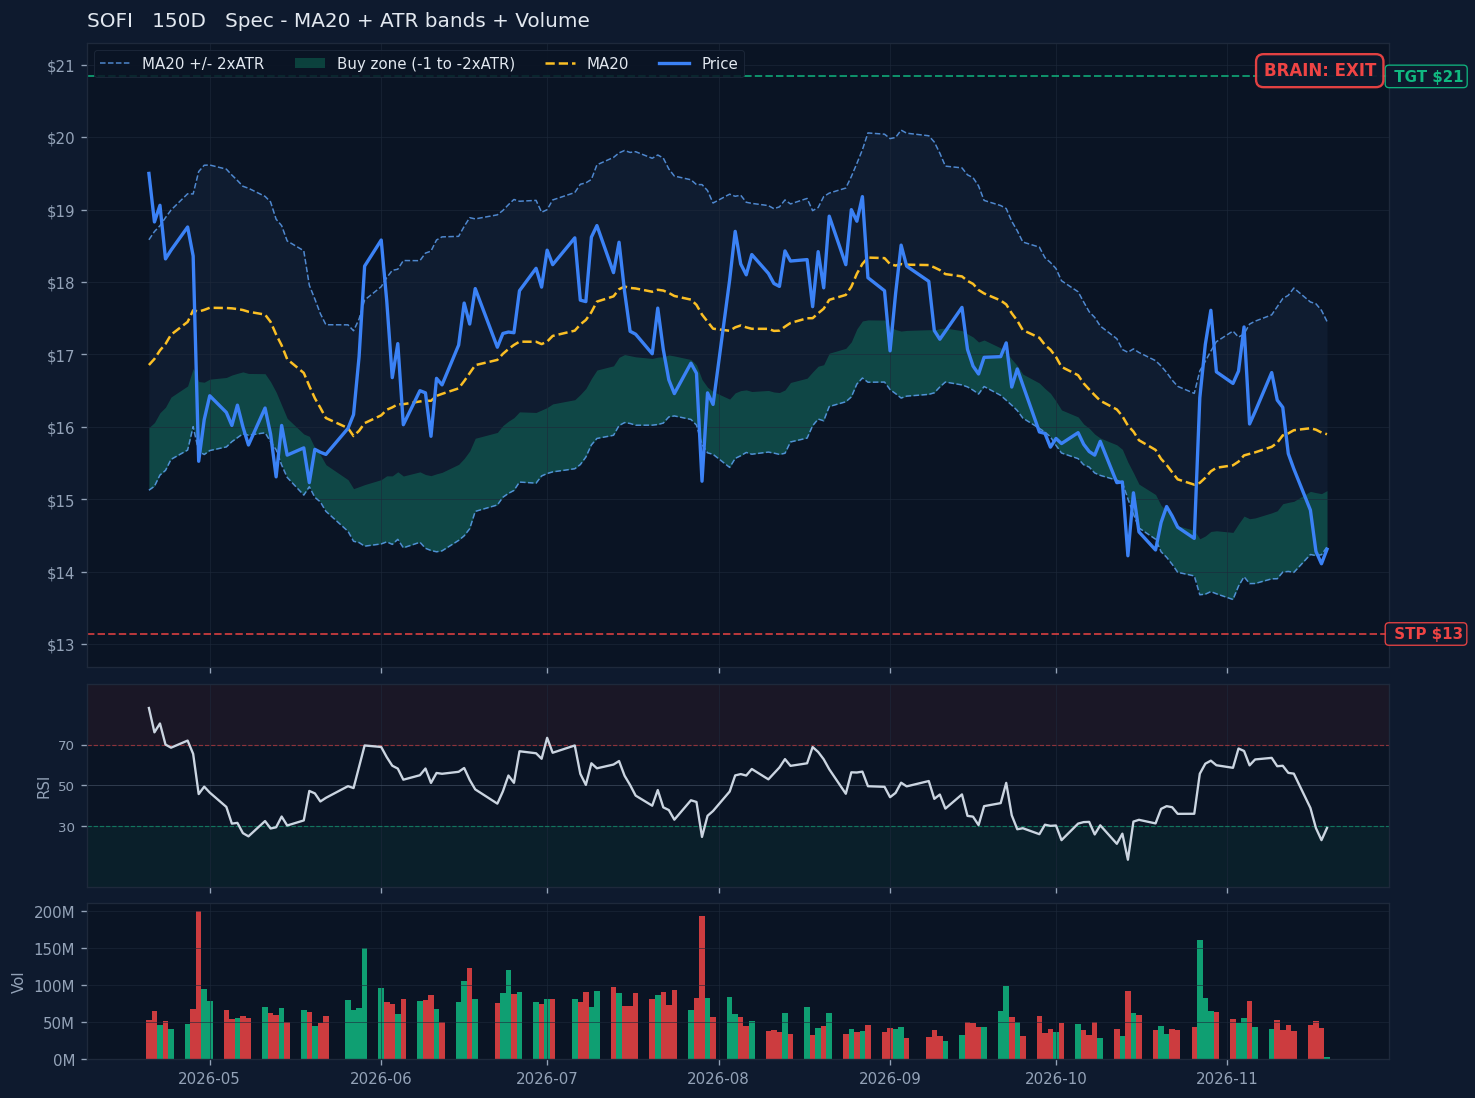 SOFI   150D   Spec - MA20 + ATR bands + Volume
MA20 +/- 2xATR
Buy zone (-1 to -2xATR)
MA20
Price
BRAIN: EXIT
TGT $21
$21
$20
$19
$18
$17
$16
$15
$14
$13
STP $13
RSI
70
50
30
Vol
200M
150M
100M
50M
0M
2026-05
2026-06
2026-07
2026-08
2026-09
2026-10
2026-11